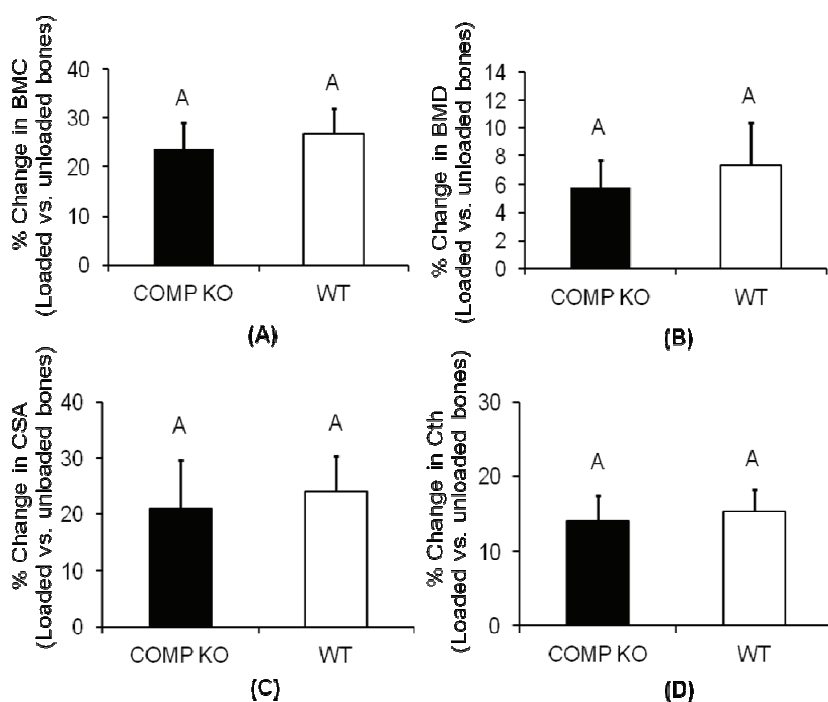 % Change in BMC
(Loaded vs. unloaded bones)
40
30
20
10
0
A
A
COMP KO
WT
(A)
% Change in BMD
(Loaded vs. unloaded bones)
14
12
10
8
6
4
2
0
A
A
COMP KO
WT
(B)
% Change in CSA
(Loaded vs. unloaded bones)
40
30
20
10
0
A
A
COMP KO
WT
(C)
% Change in Cth
(Loaded vs. unloaded bones)
30
20
10
0
A
A
COMP KO
WT
(D)